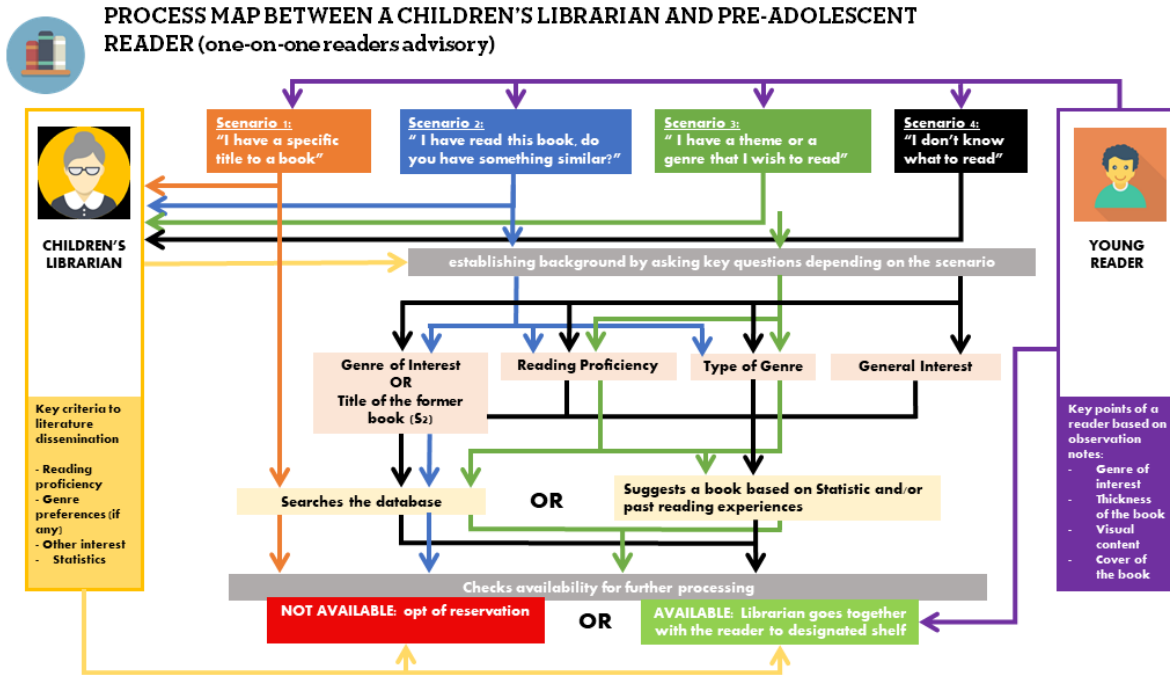 PROCESS MAP BETWEEN A CHILDREN'S LIBRARIAN AND PRE-ADOLESCENT
READER (one-on-one readers advisory)
Scenario 1:
"I have a specific
title to a book"
Scenario 2:
" I have read this book, do
you have something similar?"
Scenario 3:
" I have a theme or a
genre that I wish to read"
Scenario 4:
"I don't know
what to read"
CHILDREN'S
LIBRARIAN
YOUNG
READER
establishing background by asking key questions depending on the scenario
Genre of Interest
OR
Title of the former
book (S2)
Reading Proficiency
Type of Genre
General Interest
Key criteria to
literature
dissemination
- Reading
proficiency
- Genre
preferences (if
any)
- Other interest
- Statistics
Key points of a
reader based on
observation
notes:
- Genre of
interest
- Thickness
of the book
- Visual
content
- Cover of
the book
Searches the database
OR
Suggests a book based on Statistic and/or
past reading experiences
Checks availability for further processing
NOT AVAILABLE: opt of reservation
OR
AVAILABLE: Librarian goes together
with the reader to designated shelf